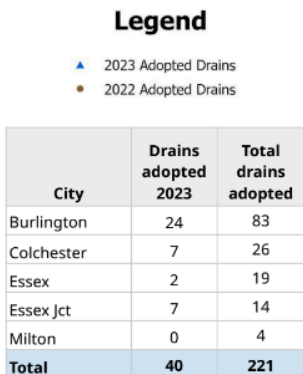 Legend
2023 Adopted Drains
2022 Adopted Drains
City Drains adopted 2023 Total drains adopted
Burlington 24 83
Colchester 7 26
Essex 2 19
Essex Jct 7 14
Milton 0 4
Total 40 221